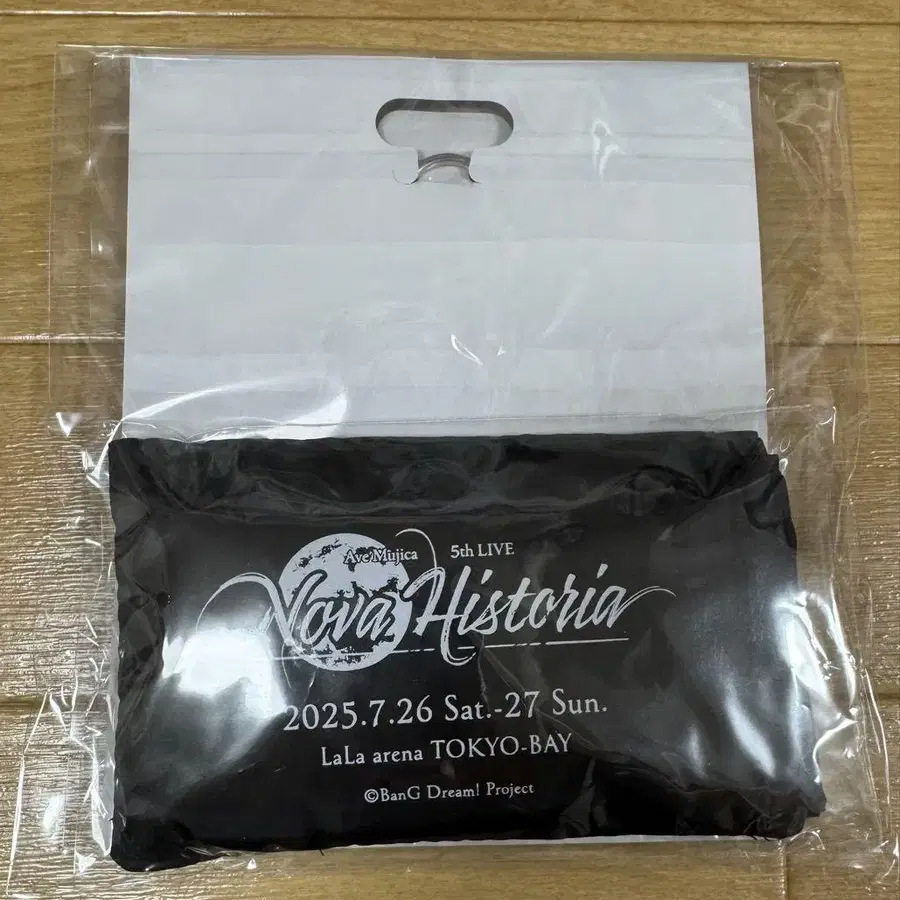 Ave Mujica 5th LIVE
Nova Historia
2025.7.26 Sat.-27 Sun.
LaLa arena TOKYO-BAY
©BanG Dream! Project